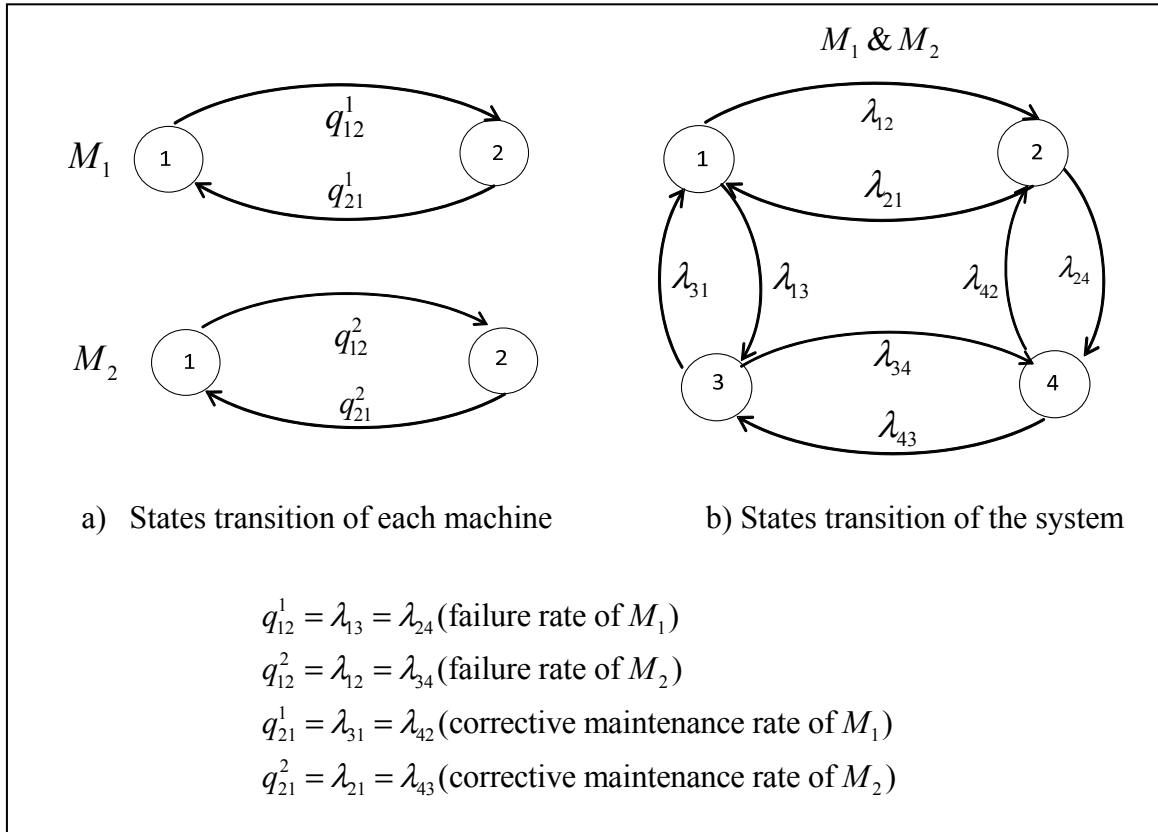 M₁ & M₂
M₁ 1 q¹₁₂ 2
q¹₂₁
M₂ 1 q²₁₂ 2
q²₂₁
1 λ₁₂ 2
λ₂₁
λ₃₁ λ₁₃ λ₄₂ λ₂₄
3 λ₃₄ 4
λ₄₃
a) States transition of each machine
b) States transition of the system
q¹₁₂ = λ₁₃ = λ₂₄ (failure rate of M₁)
q²₁₂ = λ₁₂ = λ₃₄ (failure rate of M₂)
q¹₂₁ = λ₃₁ = λ₄₂ (corrective maintenance rate of M₁)
q²₂₁ = λ₂₁ = λ₄₃ (corrective maintenance rate of M₂)